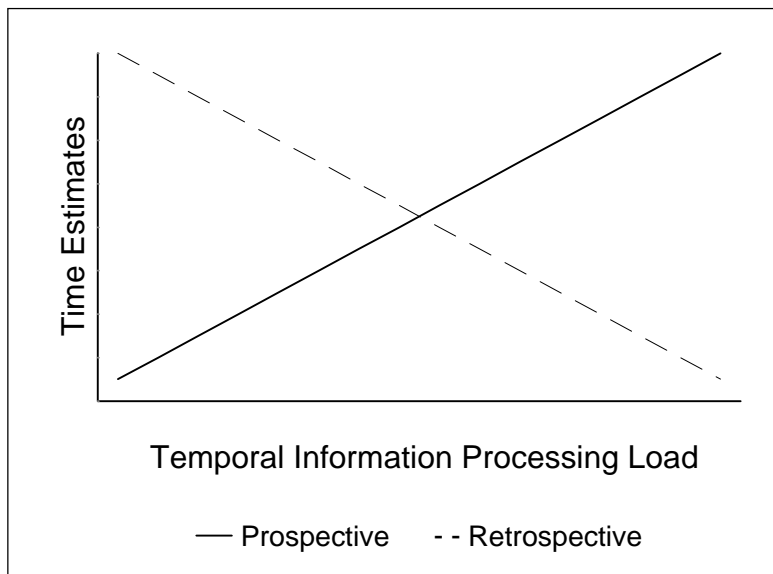 Time Estimates
Temporal Information Processing Load
Prospective
Retrospective